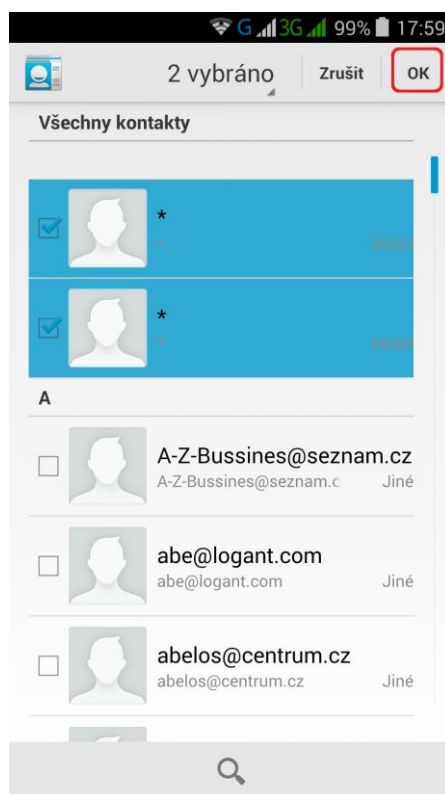 G 3G 99% 17:59
2 vybráno Zrušit OK
Všechny kontakty
*
*
*
*
A
A-Z-Bussines@seznam.cz
A-Z-Bussines@seznam.c Jiné
abe@logant.com
abe@logant.com Jiné
abelos@centrum.cz
abelos@centrum.cz Jiné